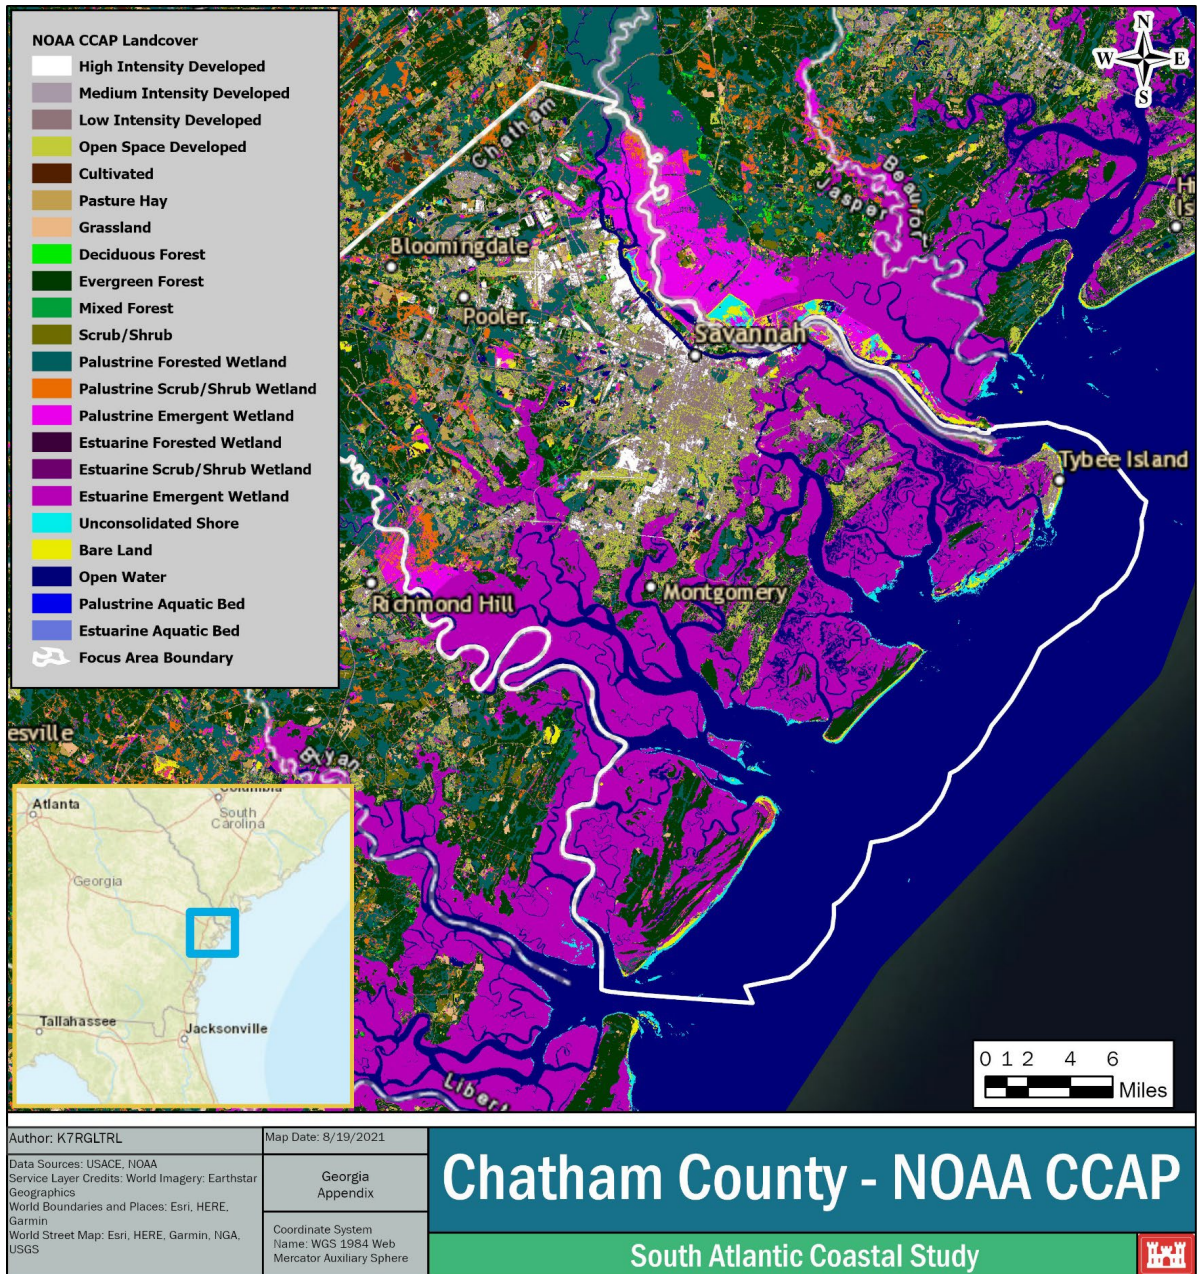 NOAA CCAP Landcover
High Intensity Developed
Medium Intensity Developed
Low Intensity Developed
Open Space Developed
Cultivated
Pasture Hay
Grassland
Deciduous Forest
Evergreen Forest
Mixed Forest
Scrub/Shrub
Palustrine Forested Wetland
Palustrine Scrub/Shrub Wetland
Palustrine Emergent Wetland
Estuarine Forested Wetland
Estuarine Scrub/Shrub Wetland
Estuarine Emergent Wetland
Unconsolidated Shore
Bare Land
Open Water
Palustrine Aquatic Bed
Estuarine Aquatic Bed
Focus Area Boundary
N
W
E
S
Chatham
Beaufort
Jasper
H
Is
Bloomingdale
Pooler
Savannah
Tybee Island
Richmond Hill
Montgomery
esville
Bryan
Libert
Atlanta
Columbia
South
Carolina
Georgia
Tallahassee
Jacksonville
0 1 2 4 6
Miles
Author: K7RGLTRL
Data Sources: USACE, NOAA
Service Layer Credits: World Imagery: Earthstar
Geographics
World Boundaries and Places: Esri, HERE,
Garmin
World Street Map: Esri, HERE, Garmin, NGA,
USGS
Map Date: 8/19/2021
Georgia
Appendix
Coordinate System
Name: WGS 1984 Web
Mercator Auxiliary Sphere
Chatham County - NOAA CCAP
South Atlantic Coastal Study